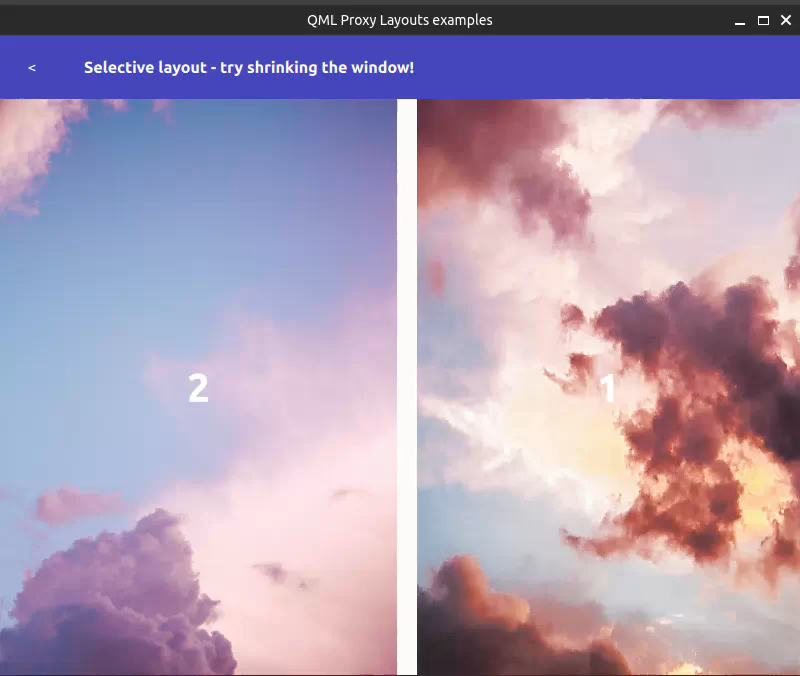 QML Proxy Layouts examples
< Selective layout - try shrinking the window!
2 1